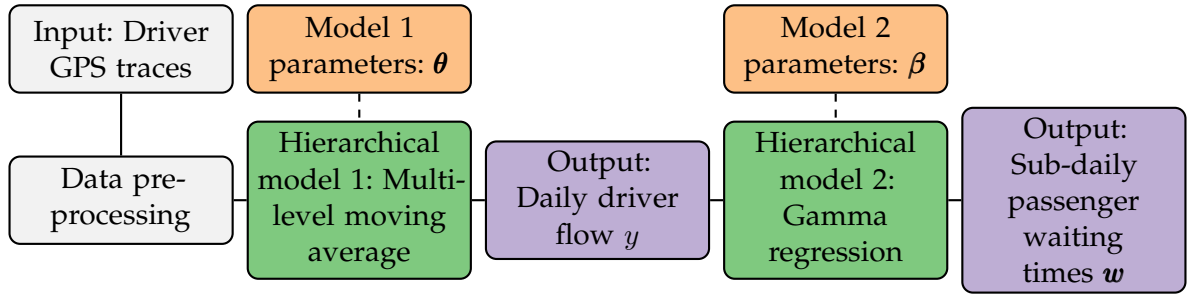 Input: Driver
GPS traces
Model 1
parameters: θ
Model 2
parameters: β
Data pre-
processing
Hierarchical
model 1: Multi-
level moving
average
Output:
Daily driver
flow y
Hierarchical
model 2:
Gamma
regression
Output:
Sub-daily
passenger
waiting
times w